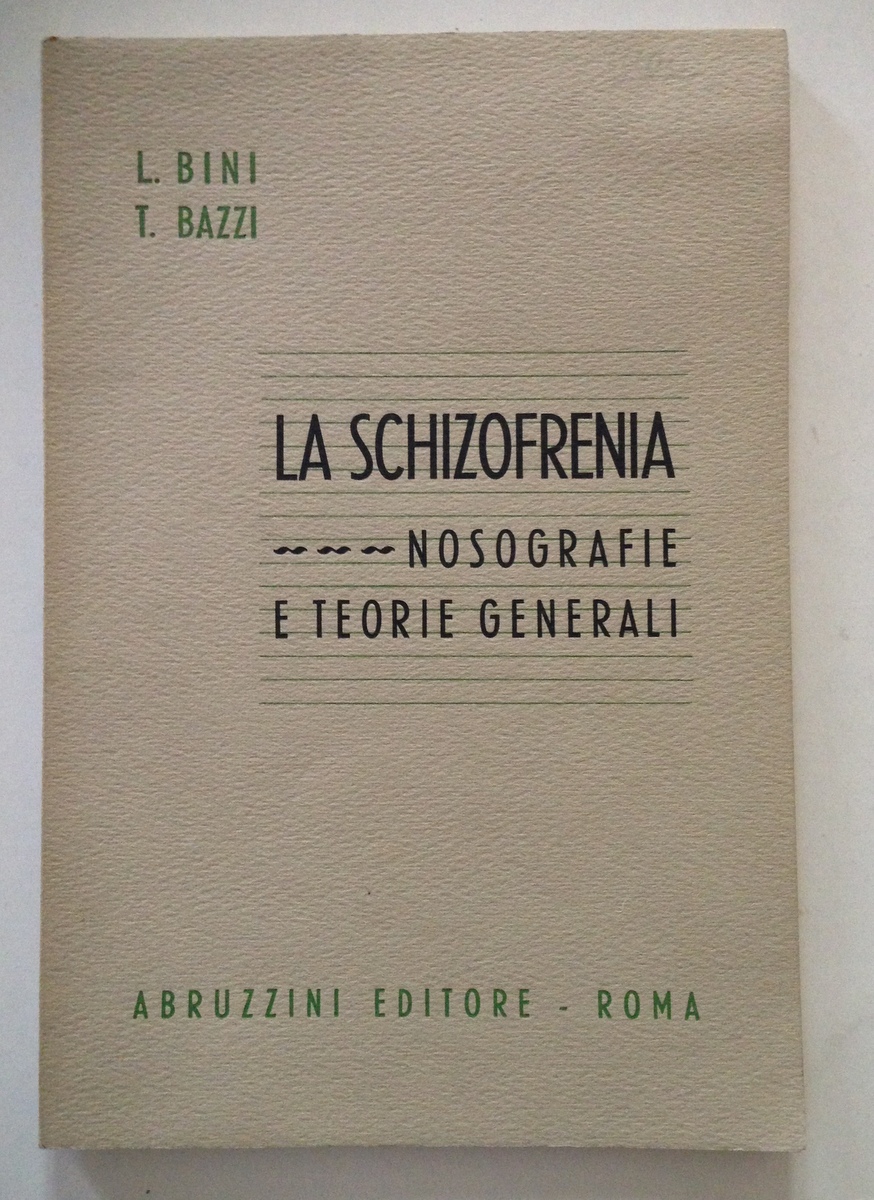 L. BINI
T. BAZZI
LA SCHIZOFRENIA
NOSOGRAFIE
E TEORIE GENERALI
ABRUZZINI EDITORE - ROMA